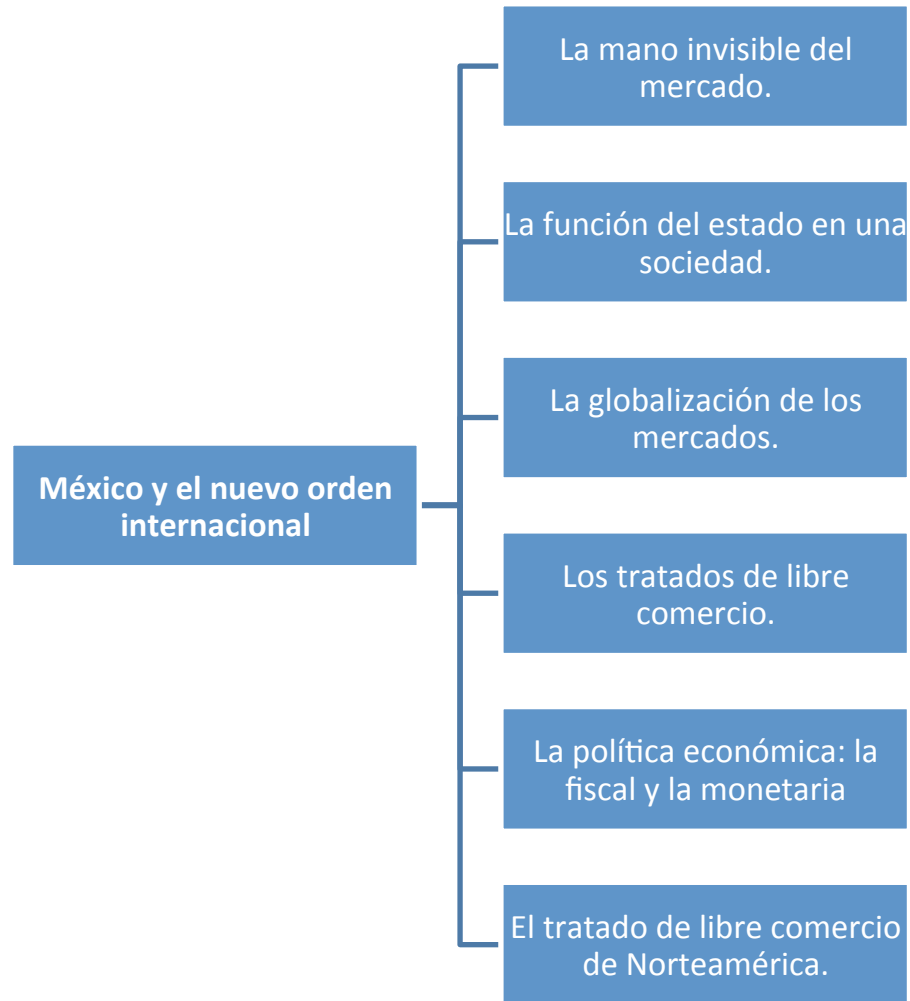 La mano invisible del
mercado.
La función del estado en una
sociedad.
La globalización de los
mercados.
México y el nuevo orden
internacional
Los tratados de libre
comercio.
La política económica: la
fiscal y la monetaria
El tratado de libre comercio
de Norteamérica.